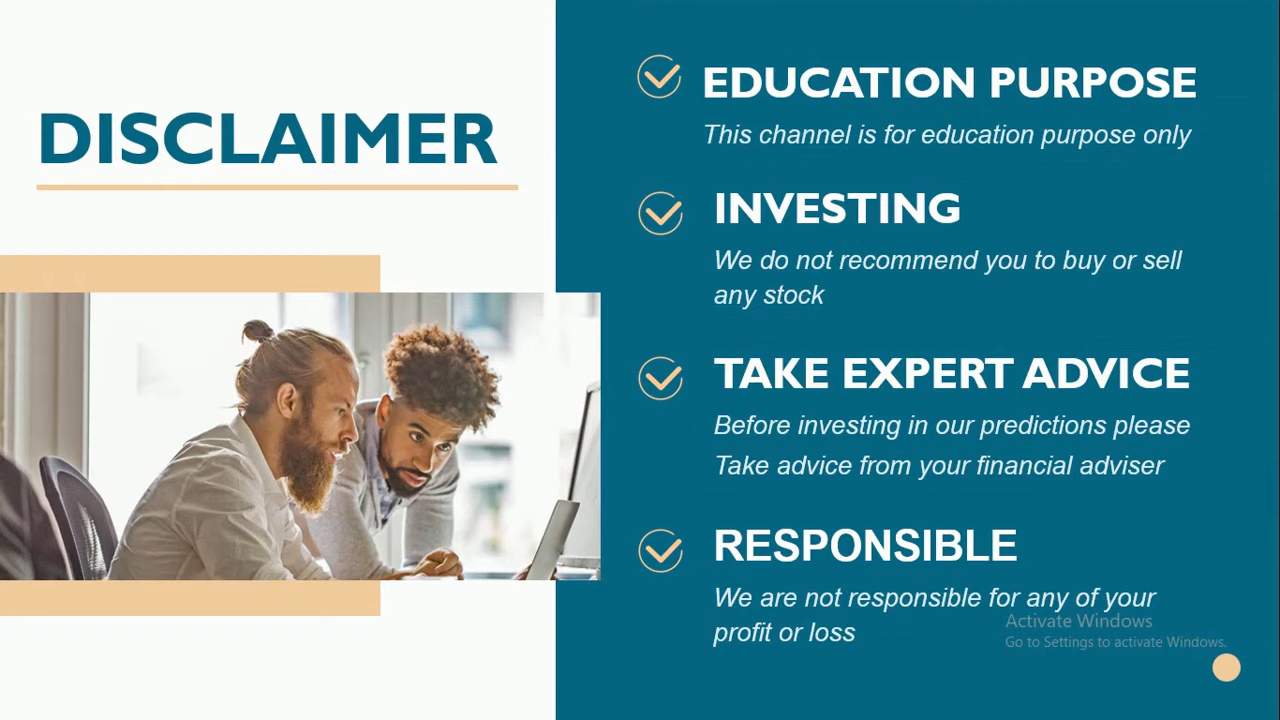 DISCLAIMER
EDUCATION PURPOSE
This channel is for education purpose only
INVESTING
We do not recommend you to buy or sell
any stock
TAKE EXPERT ADVICE
Before investing in our predictions please
Take advice from your financial adviser
RESPONSIBLE
We are not responsible for any of your
profit or loss
Activate Windows
Go to Settings to activate Windows.